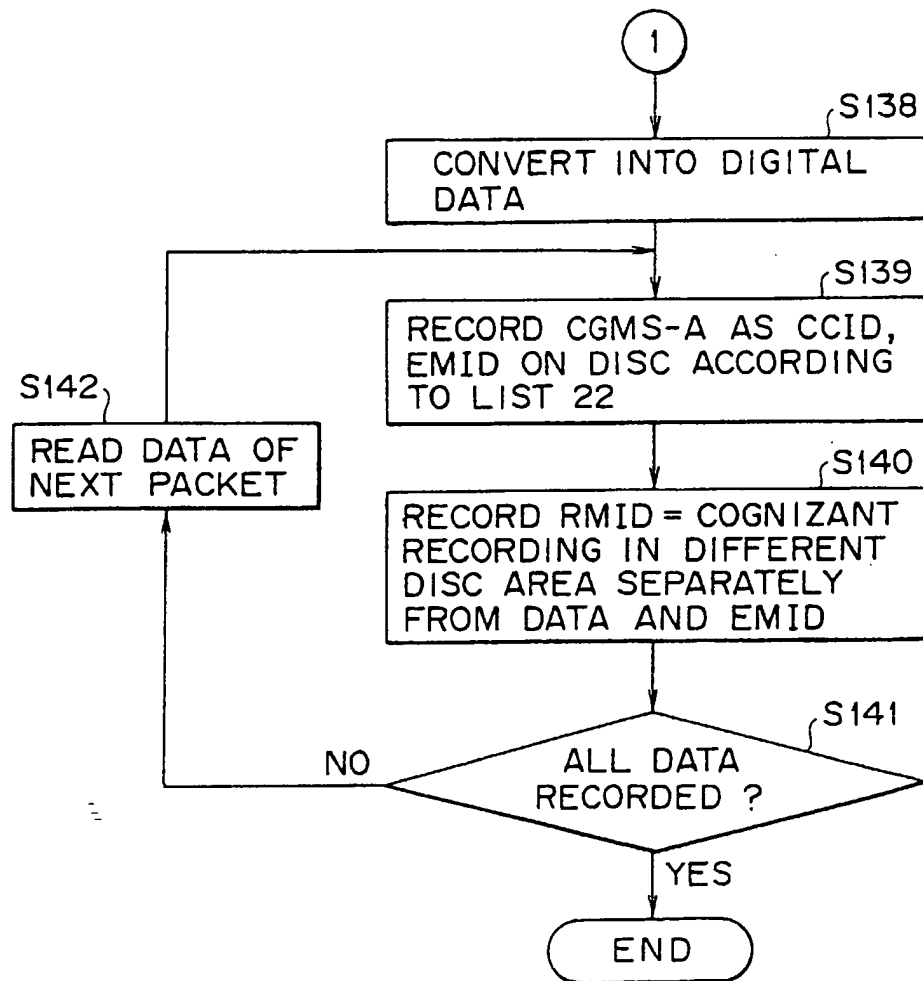 1
S138
CONVERT INTO DIGITAL
DATA
S139
RECORD CGMS-A AS CCID,
EMID ON DISC ACCORDING
TO LIST 22
S142
READ DATA OF
NEXT PACKET
S140
RECORD RMID = COGNIZANT
RECORDING IN DIFFERENT
DISC AREA SEPARATELY
FROM DATA AND EMID
S141
ALL DATA
RECORDED ?
NO
YES
END